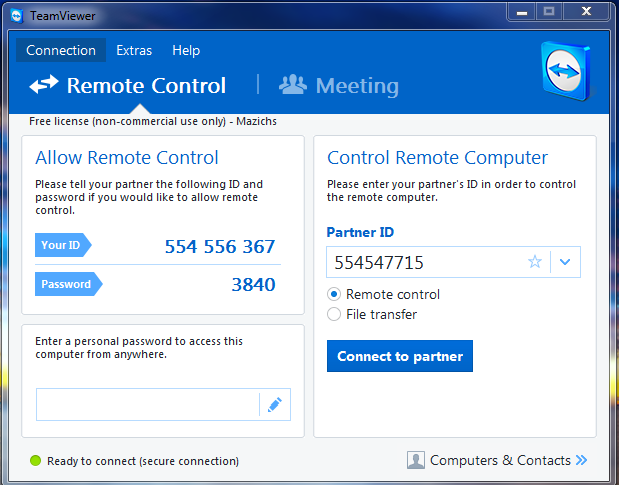 TeamViewer
Connection Extras Help
Remote Control Meeting
Free license (non-commercial use only) - Mazichs
Allow Remote Control
Please tell your partner the following ID and
password if you would like to allow remote
control.
Your ID 554 556 367
Password 3840
Enter a personal password to access this
computer from anywhere.
Control Remote Computer
Please enter your partner's ID in order to control
the remote computer.
Partner ID
554547715
Remote control
File transfer
Connect to partner
Ready to connect (secure connection)
Computers & Contacts